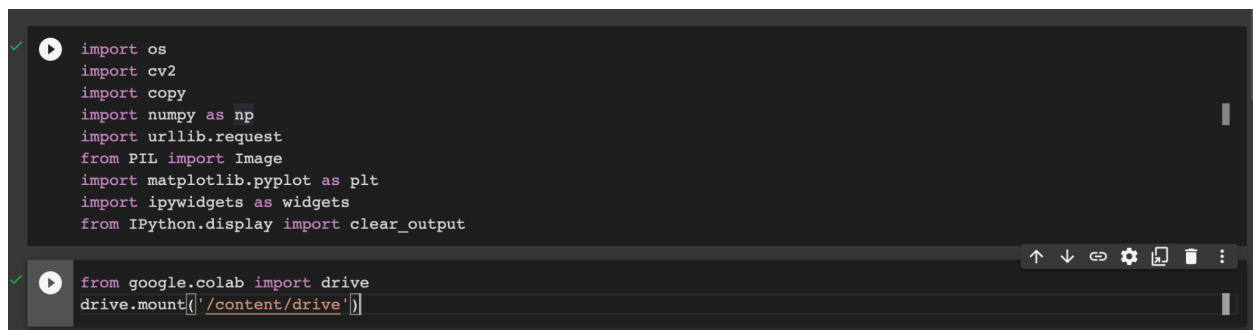 import os
import cv2
import copy
import numpy as np
import urllib.request
from PIL import Image
import matplotlib.pyplot as plt
import ipywidgets as widgets
from IPython.display import clear_output
from google.colab import drive
drive.mount('/content/drive')